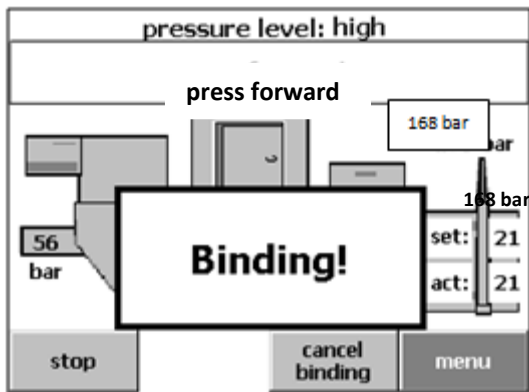 pressure level: high
press forward
168 bar
bar
168 bar
56
bar
Binding!
set: 21
act: 21
stop
cancel
binding
menu